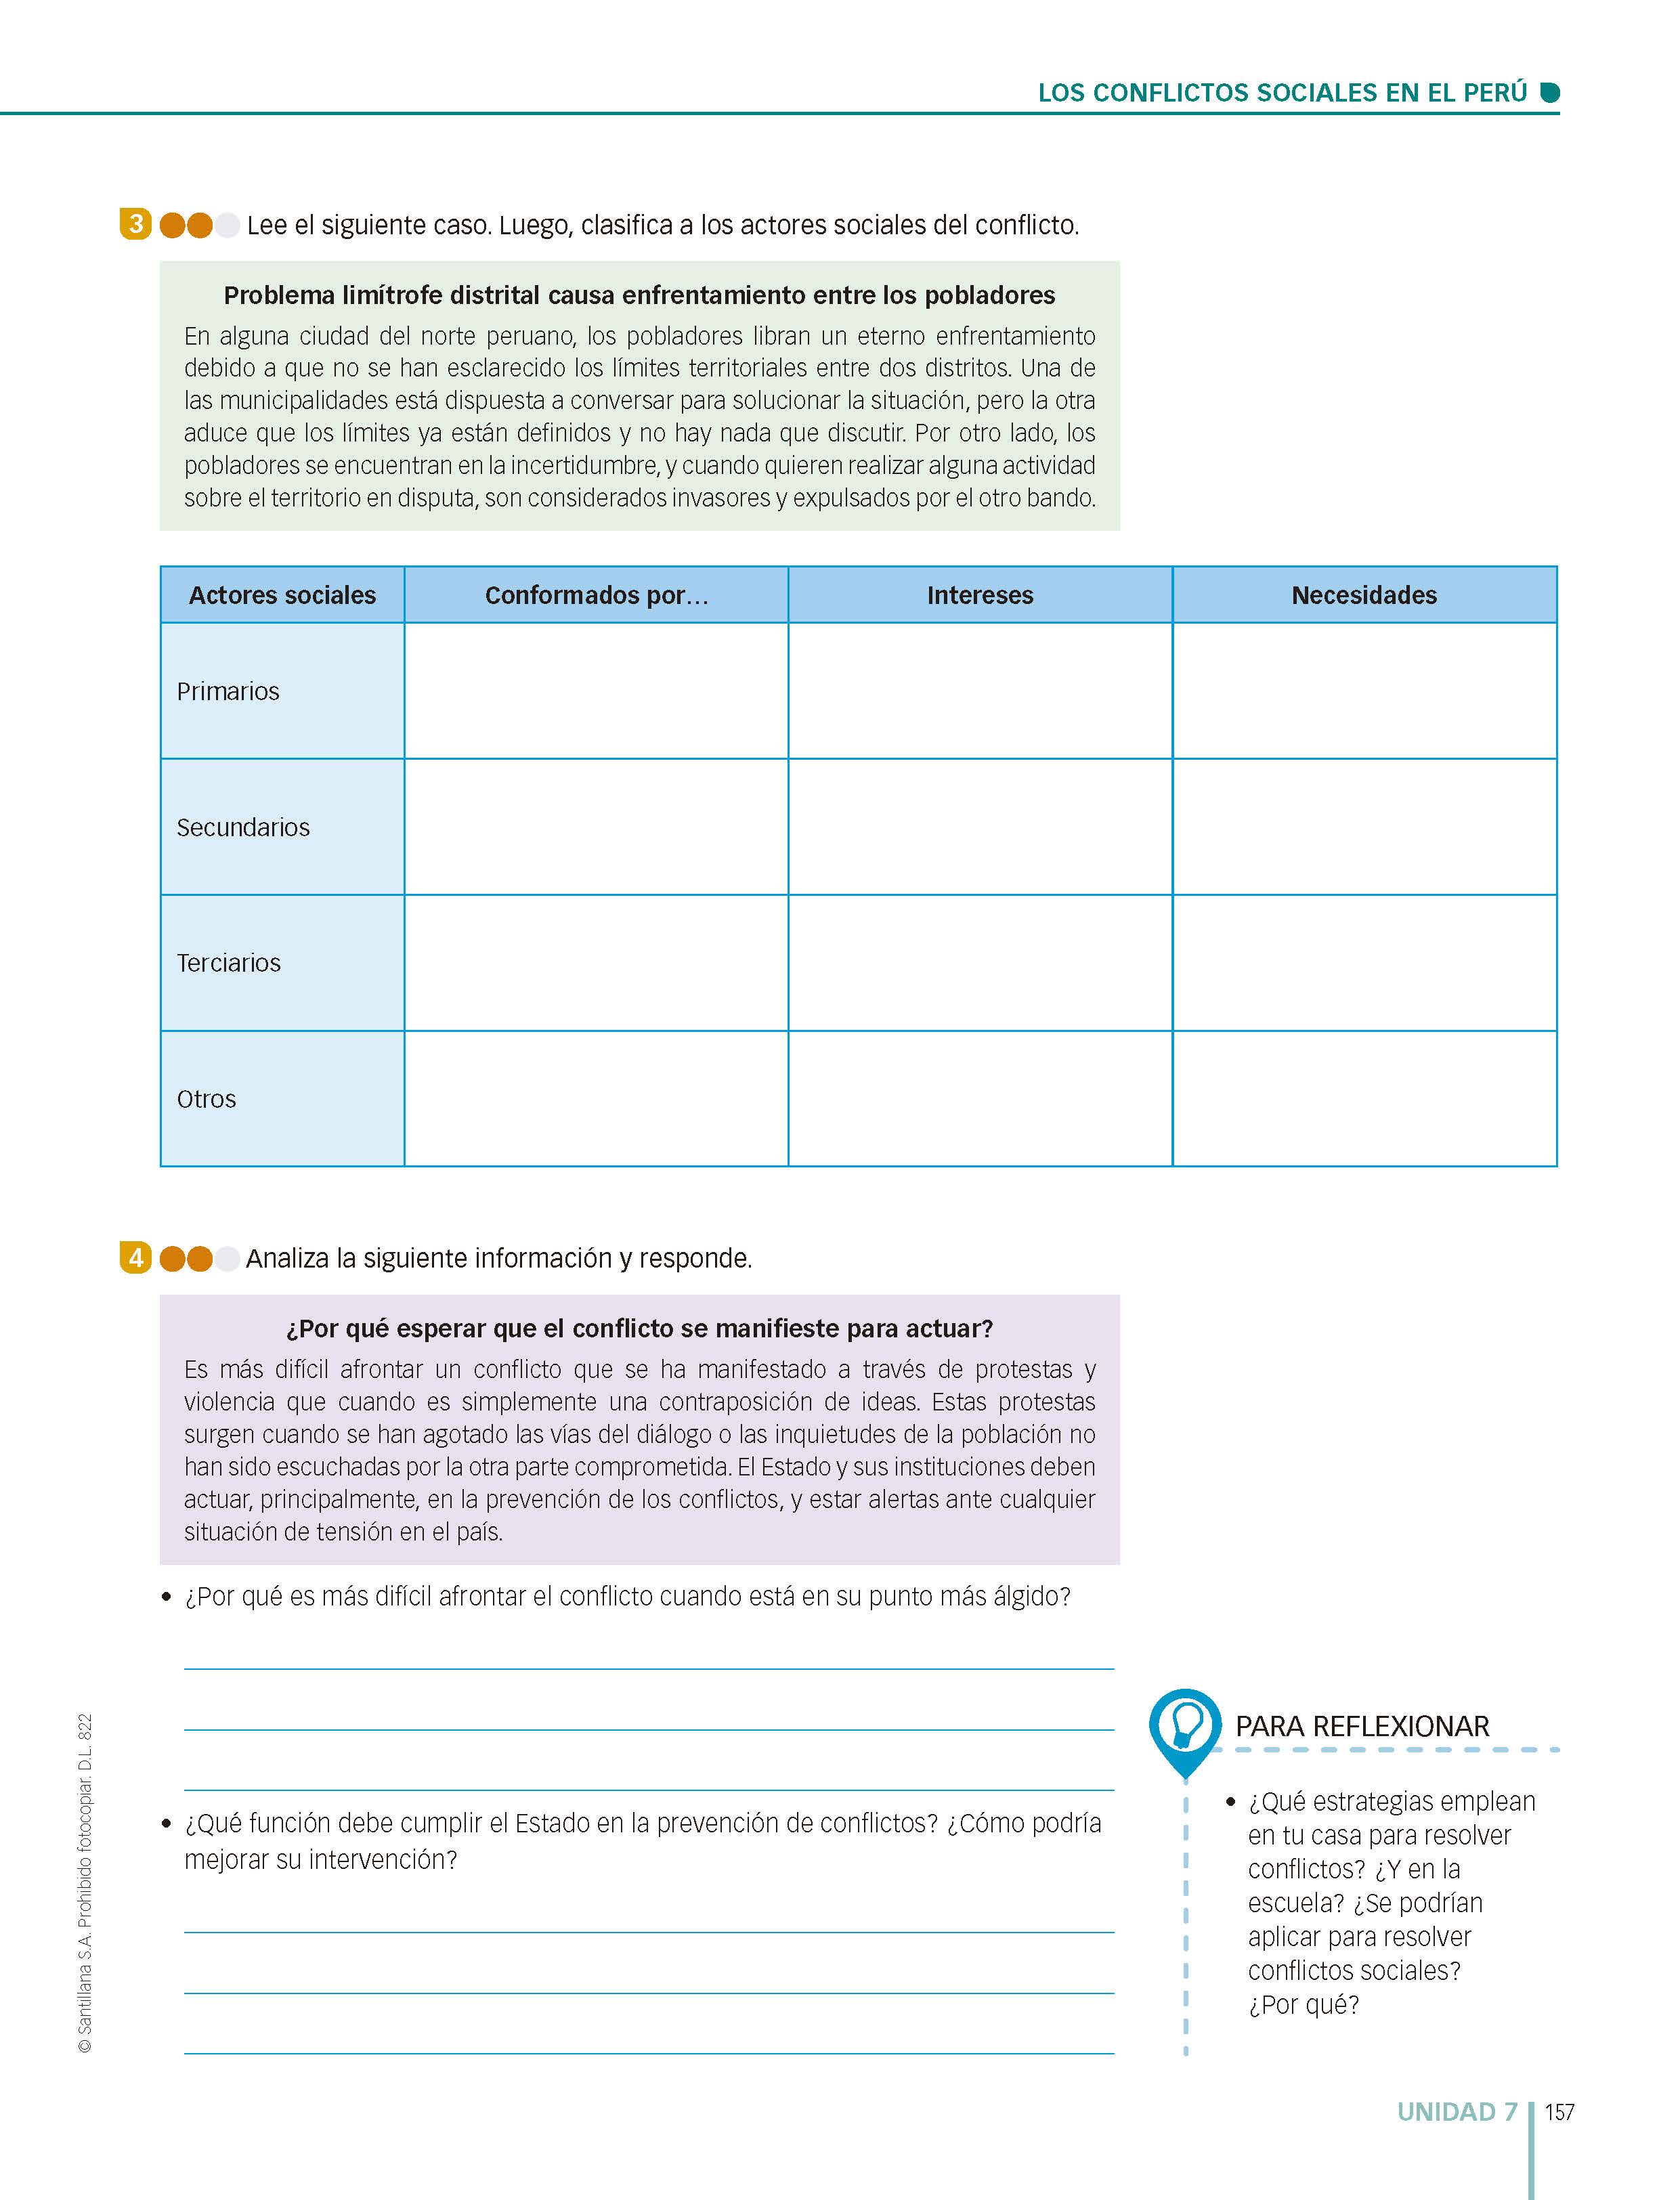 LOS CONFLICTOS SOCIALES EN EL PERÚ
3 Lee el siguiente caso. Luego, clasifica a los actores sociales del conflicto.
Problema limítrofe distrital causa enfrentamiento entre los pobladores
En alguna ciudad del norte peruano, los pobladores libran un eterno enfrentamiento
debido a que no se han esclarecido los límites territoriales entre dos distritos. Una de
las municipalidades está dispuesta a conversar para solucionar la situación, pero la otra
aduce que los límites ya están definidos y no hay nada que discutir. Por otro lado, los
pobladores se encuentran en la incertidumbre, y cuando quieren realizar alguna actividad
sobre el territorio en disputa, son considerados invasores y expulsados por el otro bando.
Actores sociales Conformados por... Intereses Necesidades
Primarios
Secundarios
Terciarios
Otros
4 Analiza la siguiente información y responde.
¿Por qué esperar que el conflicto se manifieste para actuar?
Es más difícil afrontar un conflicto que se ha manifestado a través de protestas y
violencia que cuando es simplemente una contraposición de ideas. Estas protestas
surgen cuando se han agotado las vías del diálogo o las inquietudes de la población no
han sido escuchadas por la otra parte comprometida. El Estado y sus instituciones deben
actuar, principalmente, en la prevención de los conflictos, y estar alertas ante cualquier
situación de tensión en el país.
• ¿Por qué es más difícil afrontar el conflicto cuando está en su punto más álgido?
• ¿Qué función debe cumplir el Estado en la prevención de conflictos? ¿Cómo podría
mejorar su intervención?
PARA REFLEXIONAR
• ¿Qué estrategias emplean
en tu casa para resolver
conflictos? ¿Y en la
escuela? ¿Se podrían
aplicar para resolver
conflictos sociales?
¿Por qué?
© Santillana S.A. Prohibido fotocopiar. D.L. 822
UNIDAD 7 157